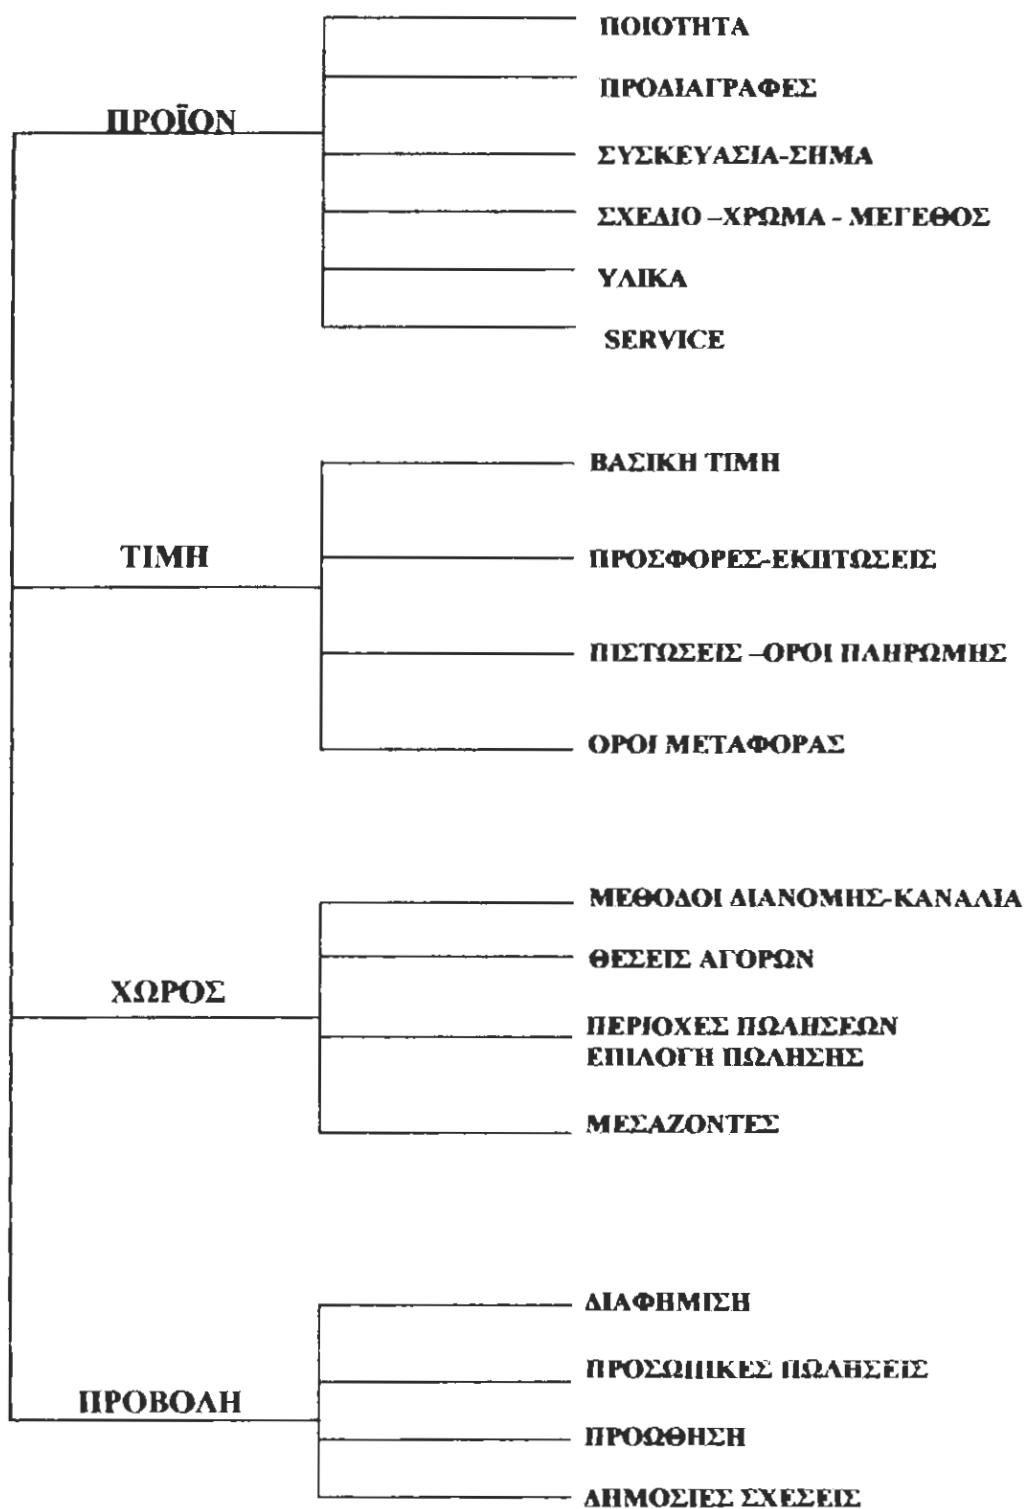 ΠΡΟΪΟΝ
ΠΟΙΟΤΗΤΑ
ΠΡΟΔΙΑΓΡΑΦΕΣ
ΣΥΣΚΕΥΑΣΙΑ-ΣΗΜΑ
ΣΧΕΔΙΟ –ΧΡΩΜΑ - ΜΕΓΕΘΟΣ
ΥΛΙΚΑ
SERVICE
ΤΙΜΗ
ΒΑΣΙΚΗ ΤΙΜΗ
ΠΡΟΣΦΟΡΕΣ-ΕΚΠΤΩΣΕΙΣ
ΠΙΣΤΩΣΕΙΣ –ΟΡΟΙ ΠΛΗΡΩΜΗΣ
ΟΡΟΙ ΜΕΤΑΦΟΡΑΣ
ΧΩΡΟΣ
ΜΕΘΟΔΟΙ ΔΙΑΝΟΜΗΣ-ΚΑΝΑΛΙΑ
ΘΕΣΕΙΣ ΑΓΟΡΩΝ
ΠΕΡΙΟΧΕΣ ΠΩΛΗΣΕΩΝ
ΕΠΙΛΟΓΗ ΠΩΛΗΣΗΣ
ΜΕΣΑΖΟΝΤΕΣ
ΠΡΟΒΟΛΗ
ΔΙΑΦΗΜΙΣΗ
ΠΡΟΣΩΠΙΚΕΣ ΠΩΛΗΣΕΙΣ
ΠΡΟΩΘΗΣΗ
ΔΗΜΟΣΙΕΣ ΣΧΕΣΕΙΣ